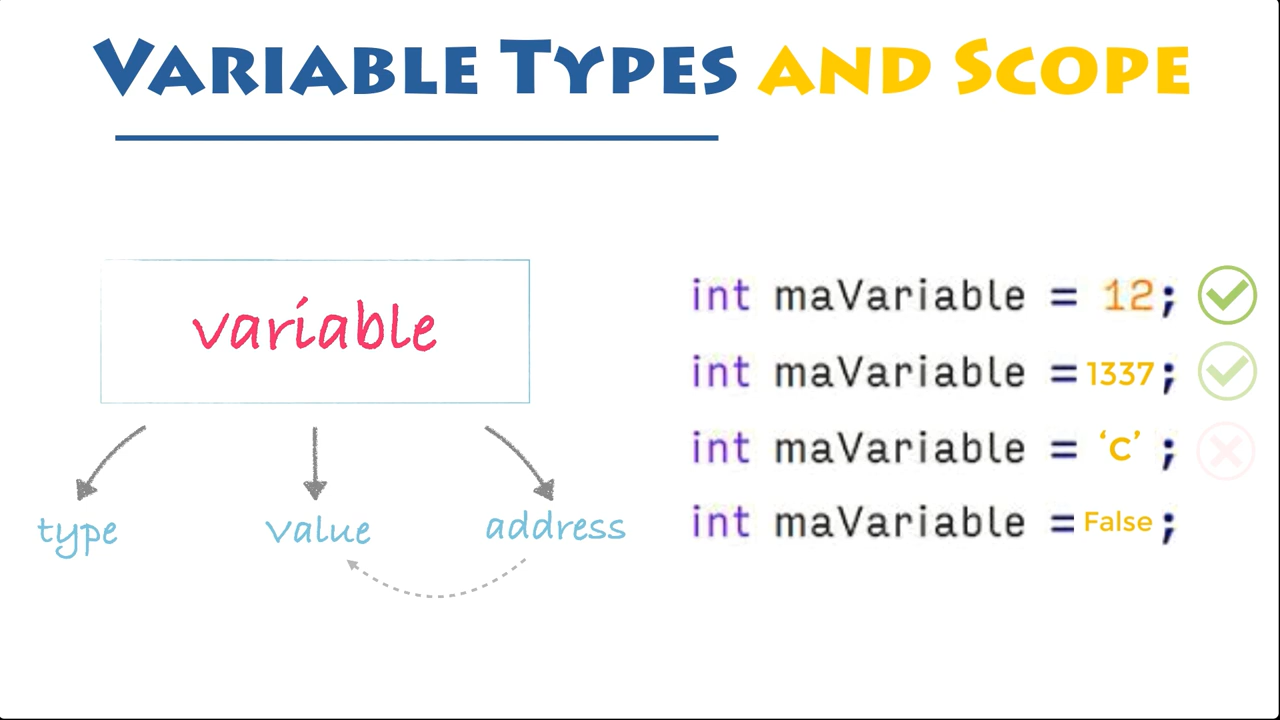 VARIABLE TYPES AND SCOPE
variable
type
value
address
int maVariable = 12;
int maVariable = 1337;
int maVariable = ‘C’ ;
int maVariable = False;